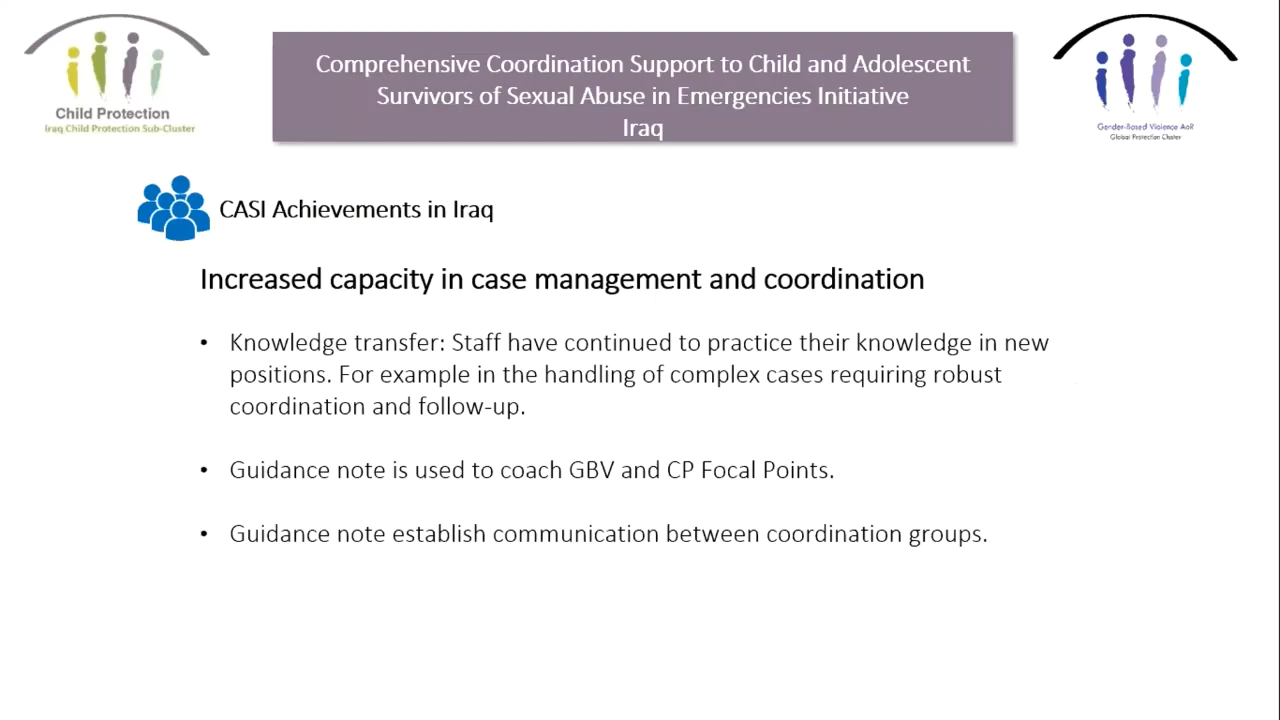 Comprehensive Coordination Support to Child and Adolescent
Survivors of Sexual Abuse in Emergencies Initiative
Iraq
Child Protection
Iraq Child Protection Sub-Cluster
Gender-Based Violence AoR
Global Protection Cluster
CASI Achievements in Iraq
Increased capacity in case management and coordination
• Knowledge transfer: Staff have continued to practice their knowledge in new
positions. For example in the handling of complex cases requiring robust
coordination and follow-up.
• Guidance note is used to coach GBV and CP Focal Points.
• Guidance note establish communication between coordination groups.